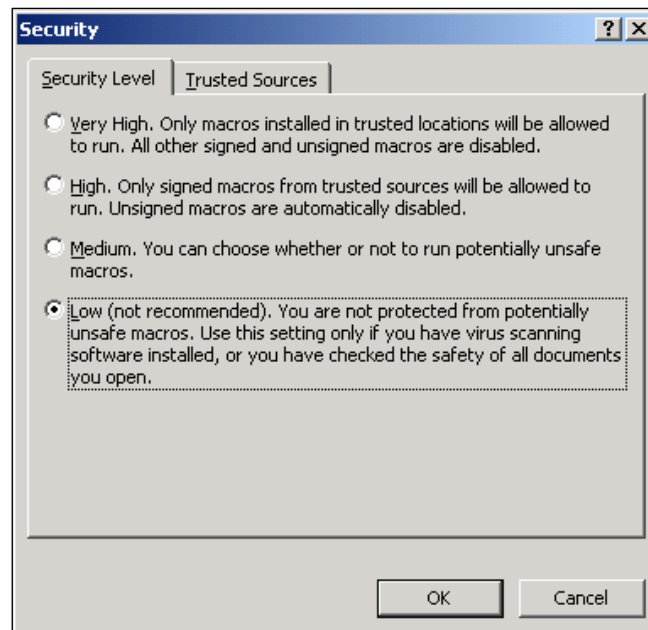 Security
Security Level
Trusted Sources
Very High. Only macros installed in trusted locations will be allowed
to run. All other signed and unsigned macros are disabled.
High. Only signed macros from trusted sources will be allowed to
run. Unsigned macros are automatically disabled.
Medium. You can choose whether or not to run potentially unsafe
macros.
Low (not recommended). You are not protected from potentially
unsafe macros. Use this setting only if you have virus scanning
software installed, or you have checked the safety of all documents
you open.
OK
Cancel